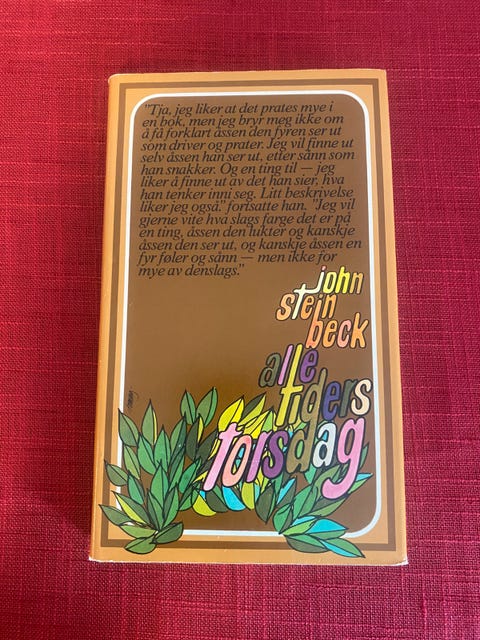 "Tja, jeg liker at det prates mye i
en bok, men jeg bryr meg ikke om
å få forklart åssen den fyren ser ut
som driver og prater. Jeg vil finne ut
selv åssen han ser ut, etter sånn som
han snakker. Og en ting til — jeg
liker å finne ut av det han sier, hva
han tenker inni seg. Litt beskrivelse
liker jeg også," fortsatte han. "Jeg vil
gjerne vite hva slags farge det er på
en ting, åssen den lukter og kanskje
åssen den ser ut, og kanskje åssen en
fyr føler og sånn — men ikke for
mye av denslags."
john
stein
beck
alle
tiders
torsdag